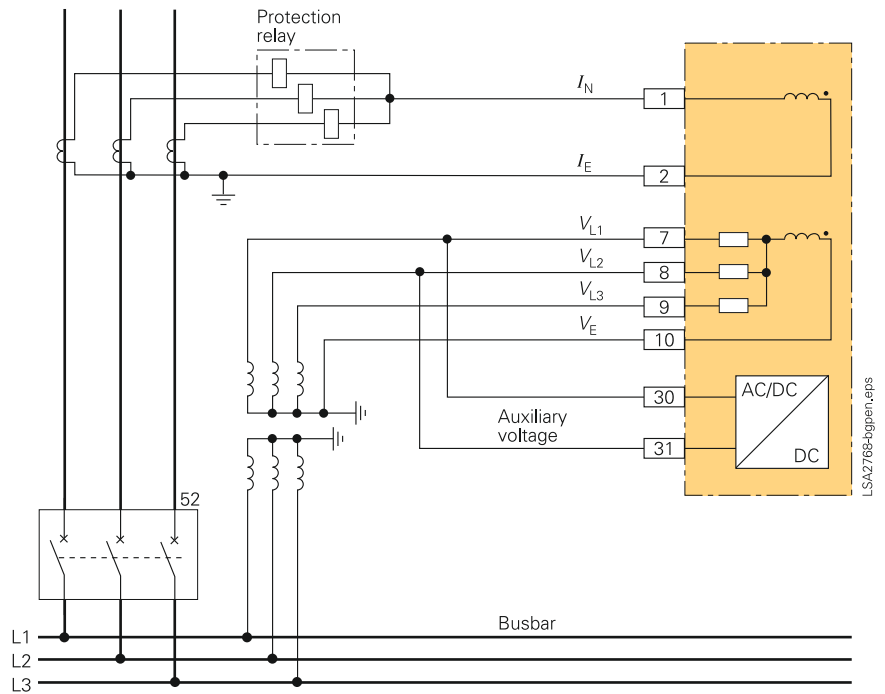 Protection
relay
I_N
1
I_E
2
V_L1
7
V_L2
8
V_L3
9
V_E
10
30
AC/DC
Auxiliary
voltage
31
DC
LSA2768-bgpen.eps
52
Busbar
L1
L2
L3